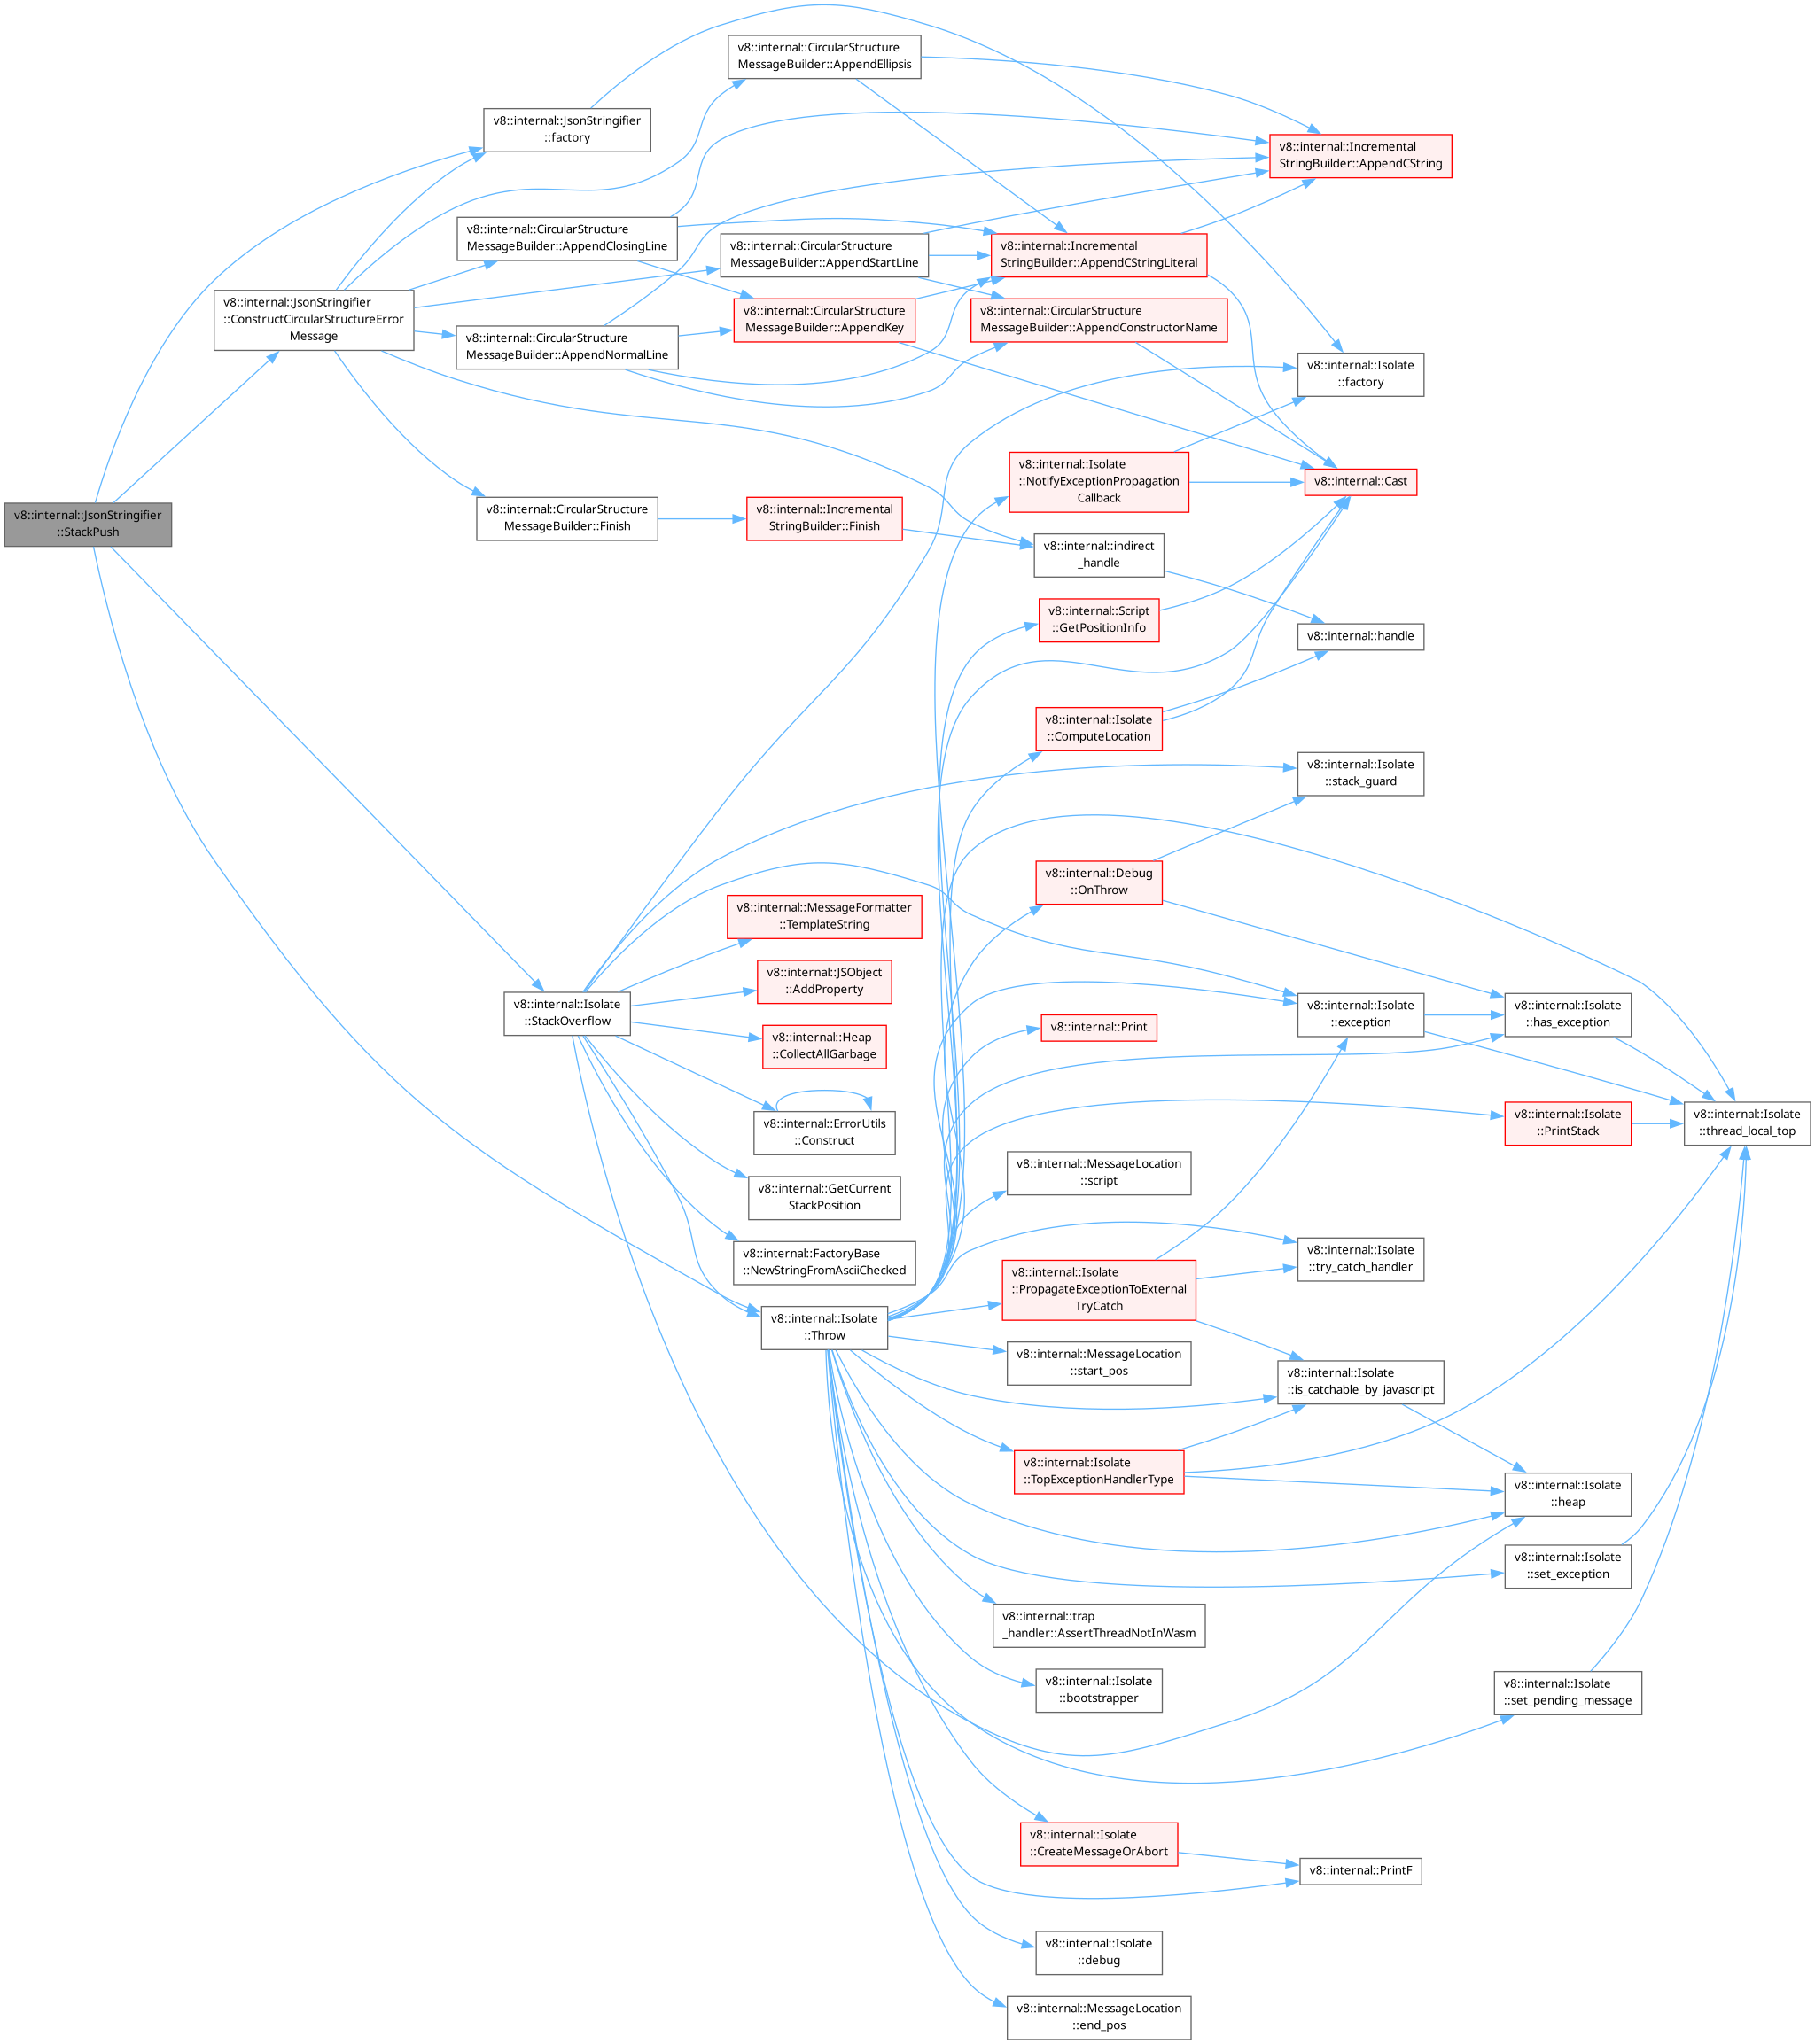 v8::internal::JsonStringifier
::StackPush
v8::internal::JsonStringifier
::ConstructCircularStructureError
Message
v8::internal::JsonStringifier
::factory
v8::internal::CircularStructure
MessageBuilder::AppendClosingLine
v8::internal::CircularStructure
MessageBuilder::AppendNormalLine
v8::internal::CircularStructure
MessageBuilder::Finish
v8::internal::Isolate
::StackOverflow
v8::internal::CircularStructure
MessageBuilder::AppendEllipsis
v8::internal::CircularStructure
MessageBuilder::AppendStartLine
v8::internal::CircularStructure
MessageBuilder::AppendKey
v8::internal::Incremental
StringBuilder::Finish
v8::internal::MessageFormatter
::TemplateString
v8::internal::JSObject
::AddProperty
v8::internal::Heap
::CollectAllGarbage
v8::internal::ErrorUtils
::Construct
v8::internal::GetCurrent
StackPosition
v8::internal::FactoryBase
::NewStringFromAsciiChecked
v8::internal::Isolate
::Throw
v8::internal::Incremental
StringBuilder::AppendCStringLiteral
v8::internal::CircularStructure
MessageBuilder::AppendConstructorName
v8::internal::Isolate
::NotifyExceptionPropagation
Callback
v8::internal::indirect
_handle
v8::internal::Script
::GetPositionInfo
v8::internal::Isolate
::ComputeLocation
v8::internal::Debug
::OnThrow
v8::internal::Print
v8::internal::MessageLocation
::script
v8::internal::Isolate
::PropagateExceptionToExternal
TryCatch
v8::internal::MessageLocation
::start_pos
v8::internal::Isolate
::TopExceptionHandlerType
v8::internal::trap
_handler::AssertThreadNotInWasm
v8::internal::Isolate
::bootstrapper
v8::internal::Isolate
::CreateMessageOrAbort
v8::internal::Isolate
::debug
v8::internal::MessageLocation
::end_pos
v8::internal::Incremental
StringBuilder::AppendCString
v8::internal::Isolate
::factory
v8::internal::Cast
v8::internal::handle
v8::internal::Isolate
::stack_guard
v8::internal::Isolate
::exception
v8::internal::Isolate
::try_catch_handler
v8::internal::Isolate
::is_catchable_by_javascript
v8::internal::PrintF
v8::internal::Isolate
::has_exception
v8::internal::Isolate
::PrintStack
v8::internal::Isolate
::heap
v8::internal::Isolate
::set_exception
v8::internal::Isolate
::set_pending_message
v8::internal::Isolate
::thread_local_top